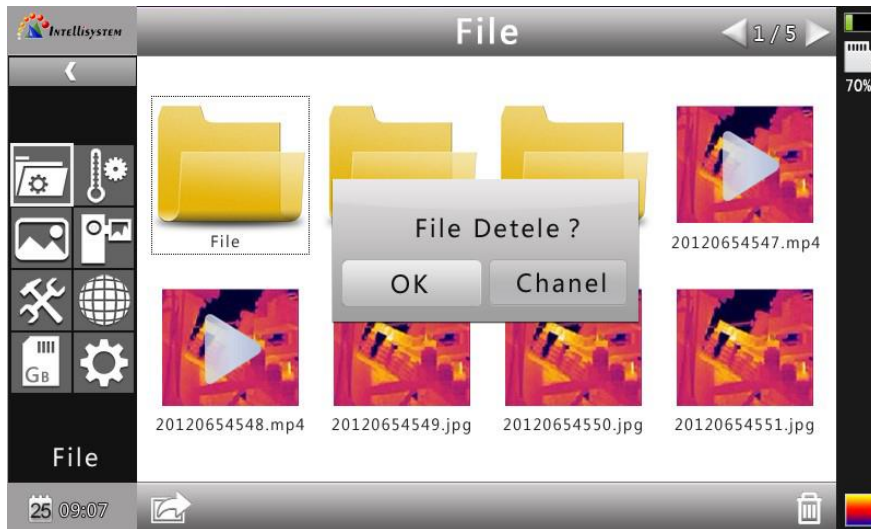 INTELLISYSTEM
File
1/5
70%
File
File Detele ?
OK
Chanel
20120654547.mp4
20120654548.mp4
20120654549.jpg
20120654550.jpg
20120654551.jpg
GB
File
25 09:07